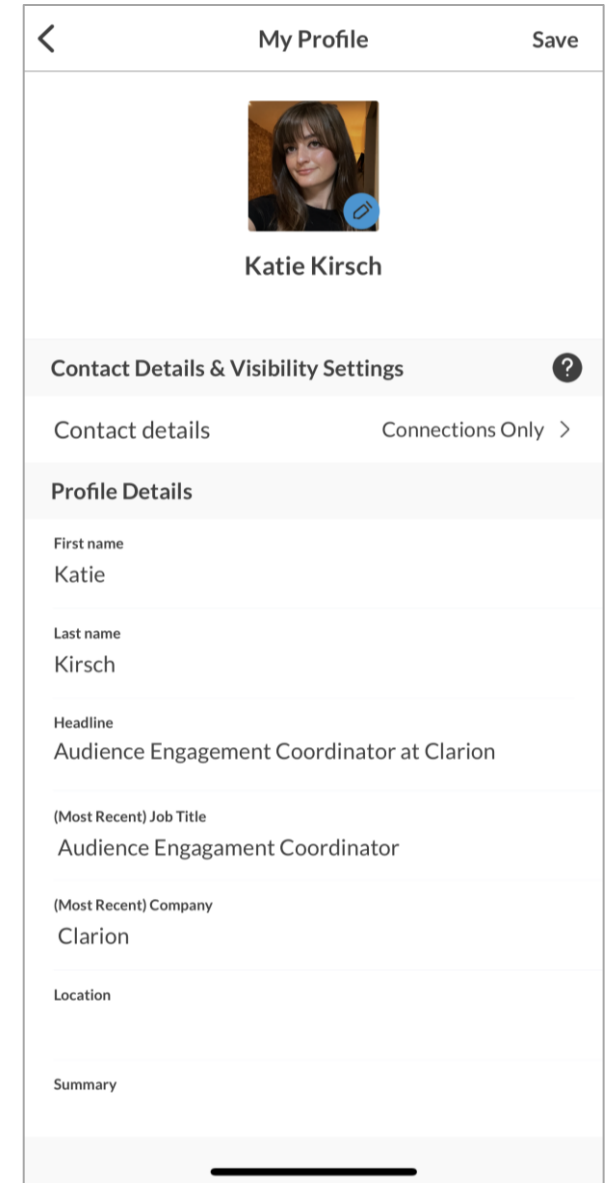 My Profile Save
Katie Kirsch
Contact Details & Visibility Settings ?
Contact details Connections Only >
Profile Details
First name
Katie
Last name
Kirsch
Headline
Audience Engagement Coordinator at Clarion
(Most Recent) Job Title
Audience Engagament Coordinator
(Most Recent) Company
Clarion
Location
Summary